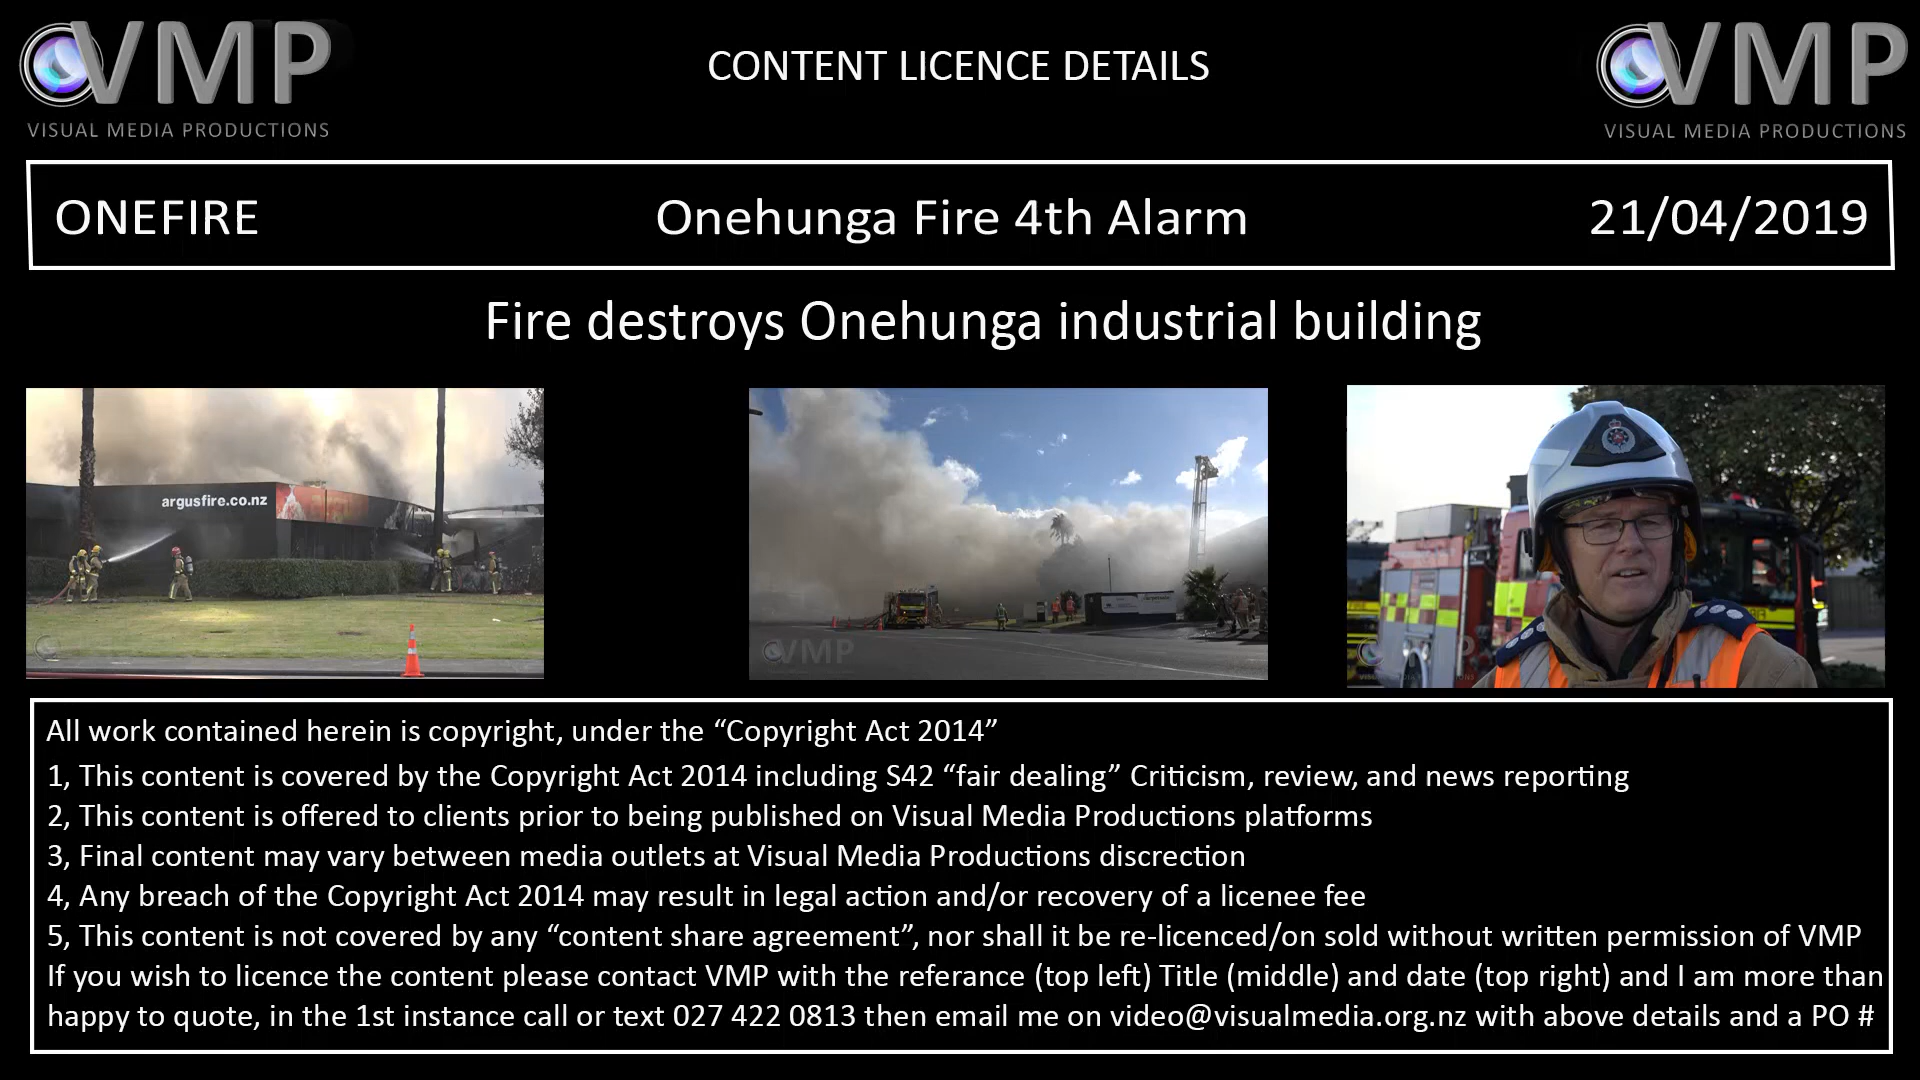 VMP
VISUAL MEDIA PRODUCTIONS
CONTENT LICENCE DETAILS
VMP
VISUAL MEDIA PRODUCTIONS
ONEFIRE
Onehunga Fire 4th Alarm
21/04/2019
Fire destroys Onehunga industrial building
argusfire.co.nz
VMP
VMP
All work contained herein is copyright, under the “Copyright Act 2014”
1, This content is covered by the Copyright Act 2014 including S42 “fair dealing” Criticism, review, and news reporting
2, This content is offered to clients prior to being published on Visual Media Productions platforms
3, Final content may vary between media outlets at Visual Media Productions discrection
4, Any breach of the Copyright Act 2014 may result in legal action and/or recovery of a licenee fee
5, This content is not covered by any “content share agreement”, nor shall it be re-licenced/on sold without written permission of VMP
If you wish to licence the content please contact VMP with the referance (top left) Title (middle) and date (top right) and I am more than
happy to quote, in the 1st instance call or text 027 422 0813 then email me on video@visualmedia.org.nz with above details and a PO #